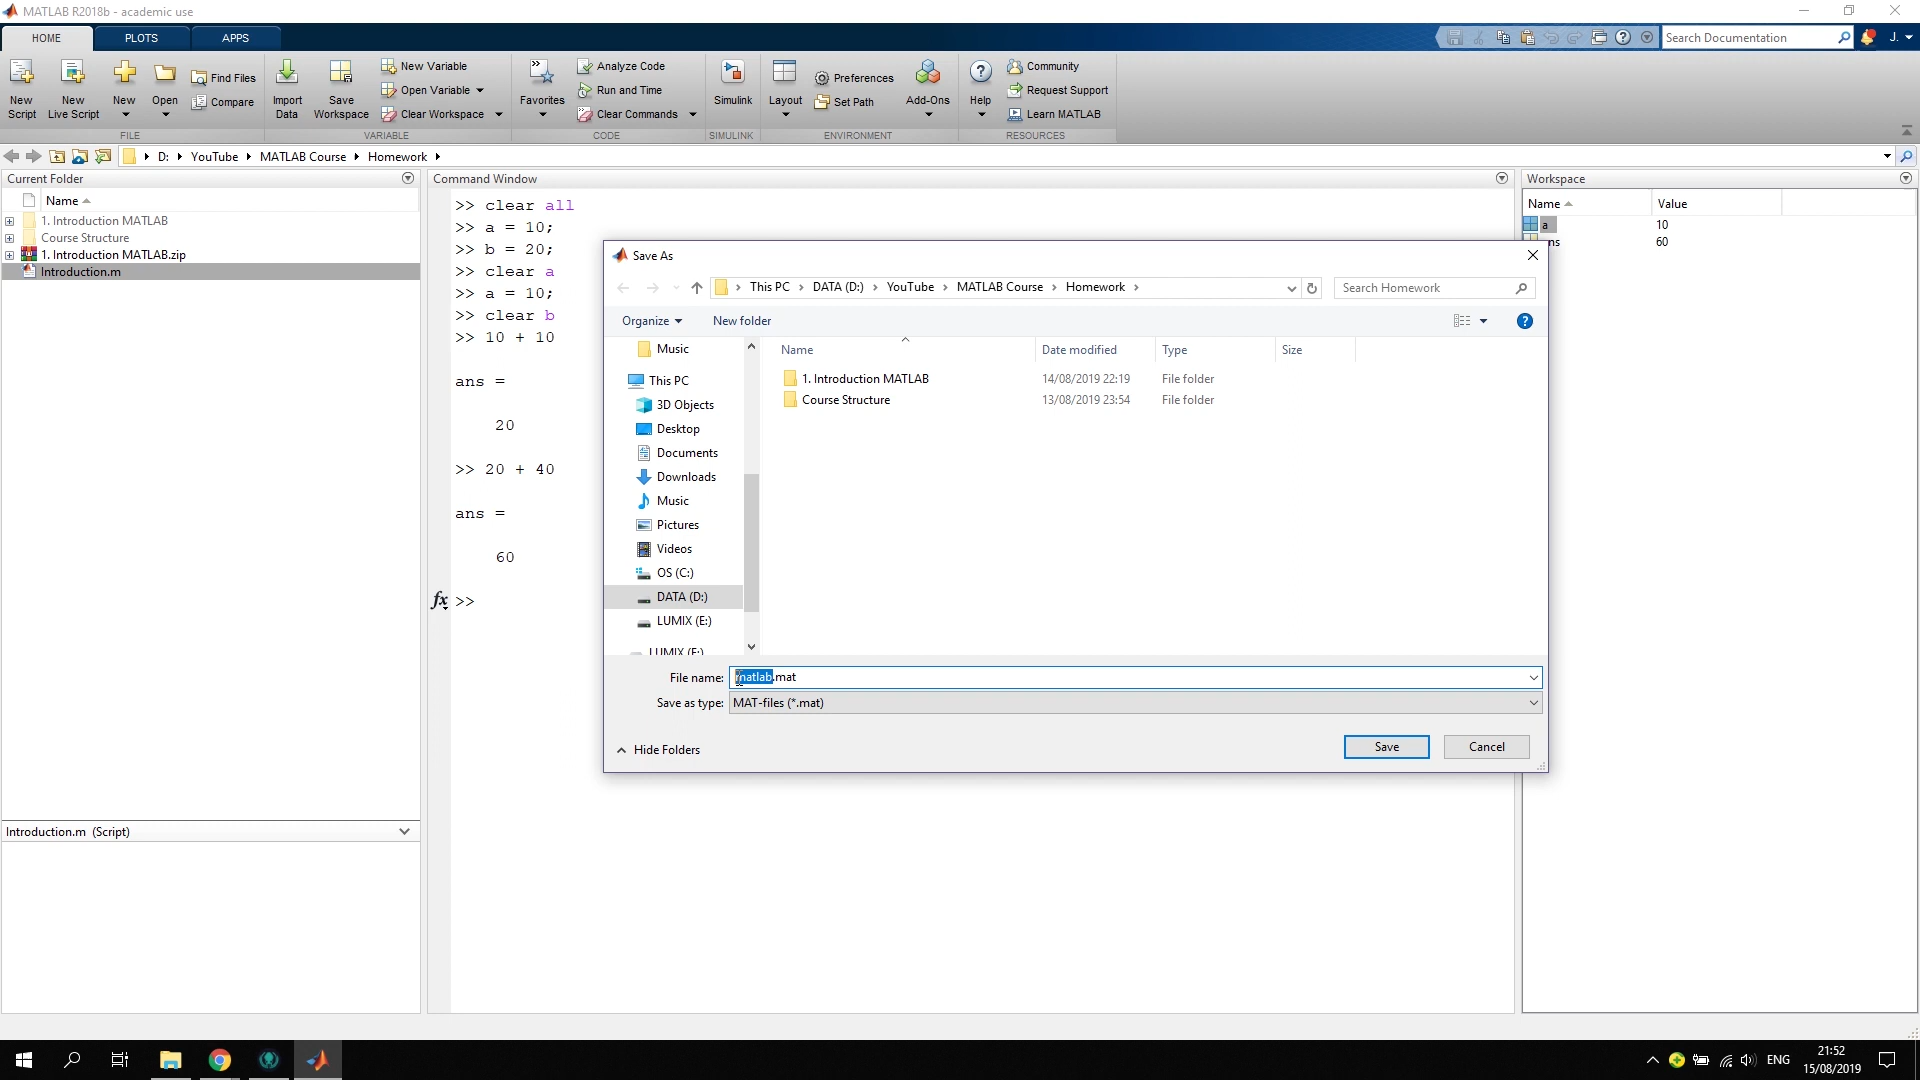 MATLAB R2018b - academic use
HOME PLOTS APPS
Search Documentation
J.
New Script
New Live Script
New
Open
Find Files
Compare
FILE
Import Data
Save Workspace
New Variable
Open Variable
Clear Workspace
VARIABLE
Favorites
Analyze Code
Run and Time
Clear Commands
CODE
Simulink
SIMULINK
Layout
Preferences
Set Path
Add-Ons
ENVIRONMENT
Help
Community
Request Support
Learn MATLAB
RESOURCES
D: YouTube MATLAB Course Homework
Current Folder
Name
1. Introduction MATLAB
Course Structure
1. Introduction MATLAB.zip
Introduction.m
Introduction.m (Script)
Command Window
>> clear all
>> a = 10;
>> b = 20;
>> clear a
>> a = 10;
>> clear b
>> 10 + 10
ans =
20
>> 20 + 40
ans =
60
fx >>
Save As
This PC DATA (D:) YouTube MATLAB Course Homework
Search Homework
Organize New folder
Music
This PC
3D Objects
Desktop
Documents
Downloads
Music
Pictures
Videos
OS (C:)
DATA (D:)
LUMIX (E:)
LUMIX (E:)
Name Date modified Type Size
1. Introduction MATLAB 14/08/2019 22:19 File folder
Course Structure 13/08/2019 23:54 File folder
File name: matlab.mat
Save as type: MAT-files (*.mat)
Hide Folders
Save
Cancel
Workspace
Name Value
a 10
ns 60
ENG
21:52
15/08/2019